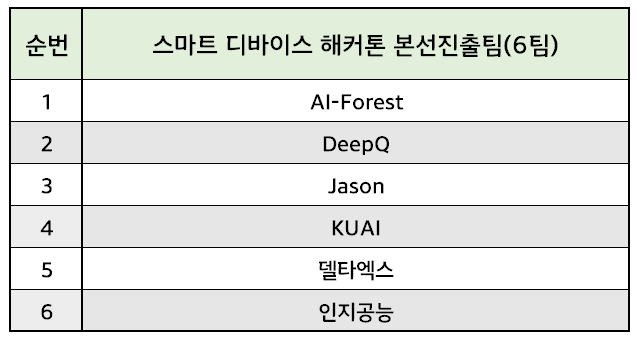 순번 스마트 디바이스 해커톤 본선진출팀(6팀)
1 AI-Forest
2 DeepQ
3 Jason
4 KUAI
5 델타엑스
6 인지공능